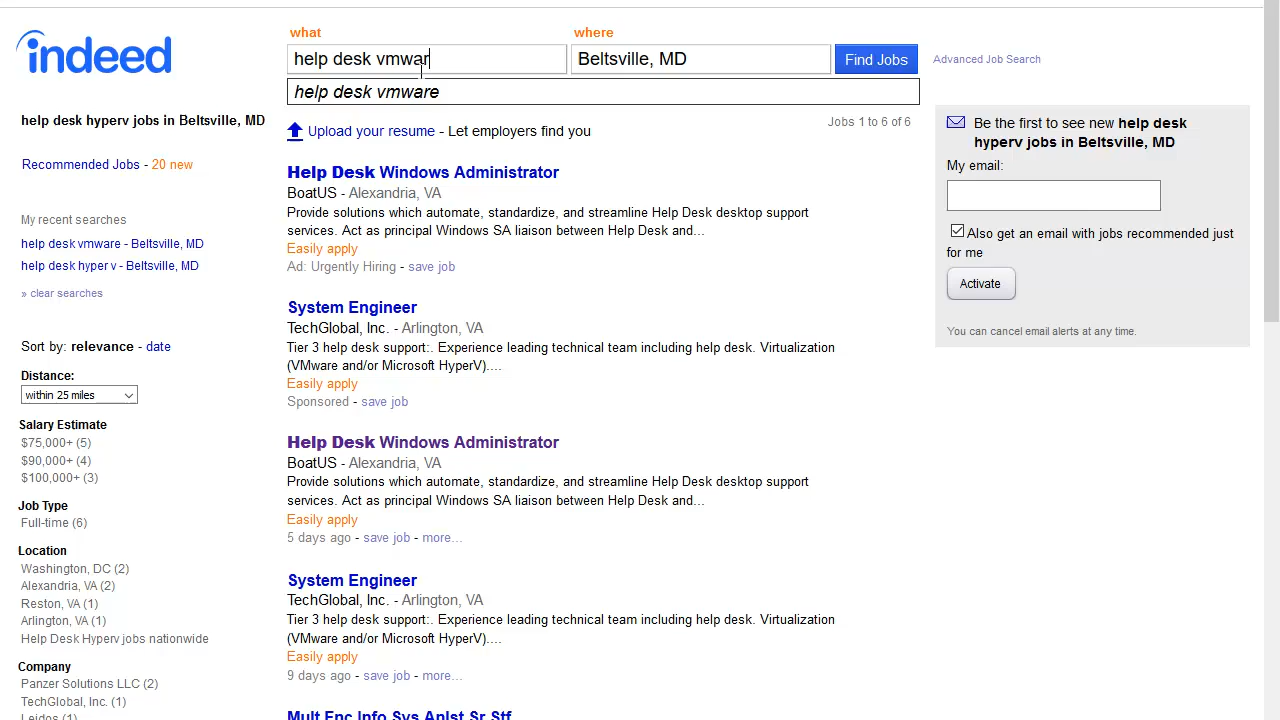 what
where
indeed
help desk vmwar
Beltsville, MD
Find Jobs
Advanced Job Search
help desk vmware
help desk hyperv jobs in Beltsville, MD
Recommended Jobs - 20 new
My recent searches
help desk vmware - Beltsville, MD
help desk hyper v - Beltsville, MD
» clear searches
Sort by: relevance - date
Distance:
within 25 miles
Salary Estimate
$75,000+ (5)
$90,000+ (4)
$100,000+ (3)
Job Type
Full-time (6)
Location
Washington, DC (2)
Alexandria, VA (2)
Reston, VA (1)
Arlington, VA (1)
Help Desk Hyperv jobs nationwide
Company
Panzer Solutions LLC (2)
TechGlobal, Inc. (1)
Leidos (1)
Upload your resume - Let employers find you
Jobs 1 to 6 of 6
Help Desk Windows Administrator
BoatUS - Alexandria, VA
Provide solutions which automate, standardize, and streamline Help Desk desktop support
services. Act as principal Windows SA liaison between Help Desk and...
Easily apply
Ad: Urgently Hiring - save job
System Engineer
TechGlobal, Inc. - Arlington, VA
Tier 3 help desk support:. Experience leading technical team including help desk. Virtualization
(VMware and/or Microsoft HyperV)....
Easily apply
Sponsored - save job
Help Desk Windows Administrator
BoatUS - Alexandria, VA
Provide solutions which automate, standardize, and streamline Help Desk desktop support
services. Act as principal Windows SA liaison between Help Desk and...
Easily apply
5 days ago - save job - more...
System Engineer
TechGlobal, Inc. - Arlington, VA
Tier 3 help desk support:. Experience leading technical team including help desk. Virtualization
(VMware and/or Microsoft HyperV)....
Easily apply
9 days ago - save job - more...
Mult Enc Info Sys Anlst Sr Stf
Be the first to see new help desk
hyperv jobs in Beltsville, MD
My email:
Also get an email with jobs recommended just
for me
Activate
You can cancel email alerts at any time.